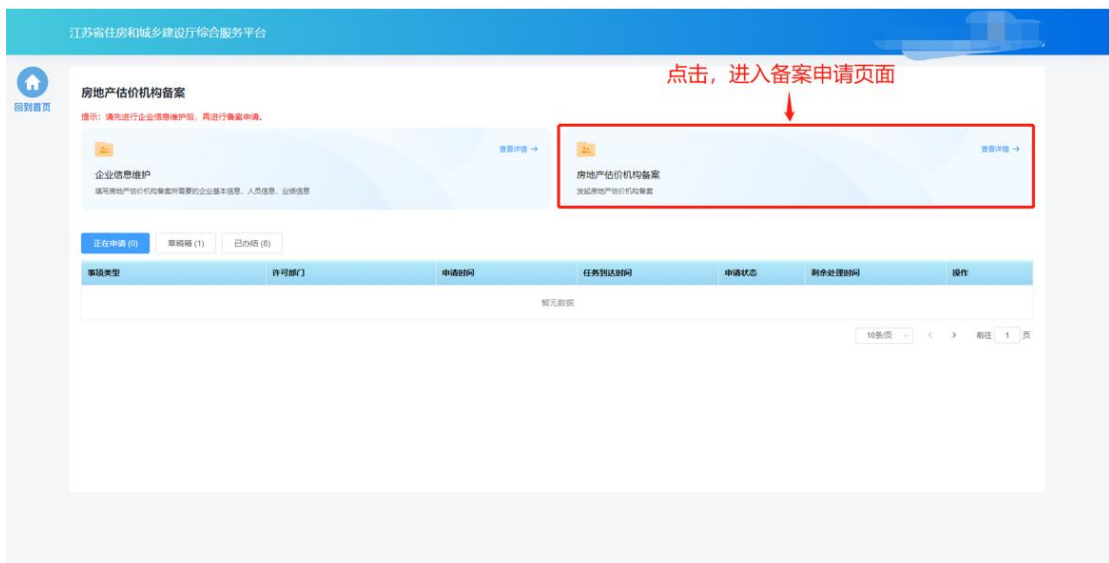 江苏省住房和城乡建设厅综合服务平台
点击，进入备案申请页面
回到首页
房地产估价机构备案
提示：请先进行企业信息维护后，再进行备案申请。
查看详情 →
查看详情 →
企业信息维护
填写房地产估价机构备案所需要的企业基本信息、人员信息、业绩信息
房地产估价机构备案
发起房地产估价机构备案
正在申请 (0) 草稿箱 (1) 已办结 (8)
事项类型 许可部门 申请时间 任务到达时间 申请状态 剩余处理时间 操作
暂无数据
10条/页 < > 前往 1 页